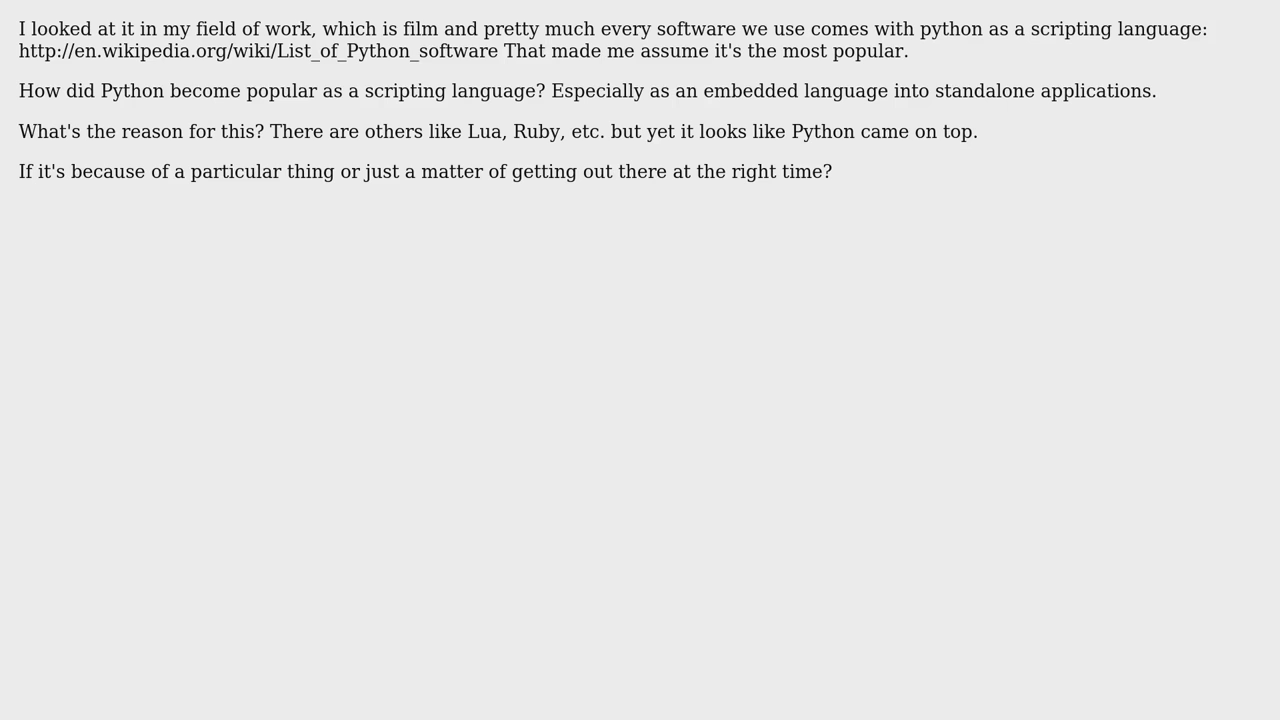 I looked at it in my field of work, which is film and pretty much every software we use comes with python as a scripting language:
http://en.wikipedia.org/wiki/List_of_Python_software That made me assume it's the most popular.
How did Python become popular as a scripting language? Especially as an embedded language into standalone applications.
What's the reason for this? There are others like Lua, Ruby, etc. but yet it looks like Python came on top.
If it's because of a particular thing or just a matter of getting out there at the right time?